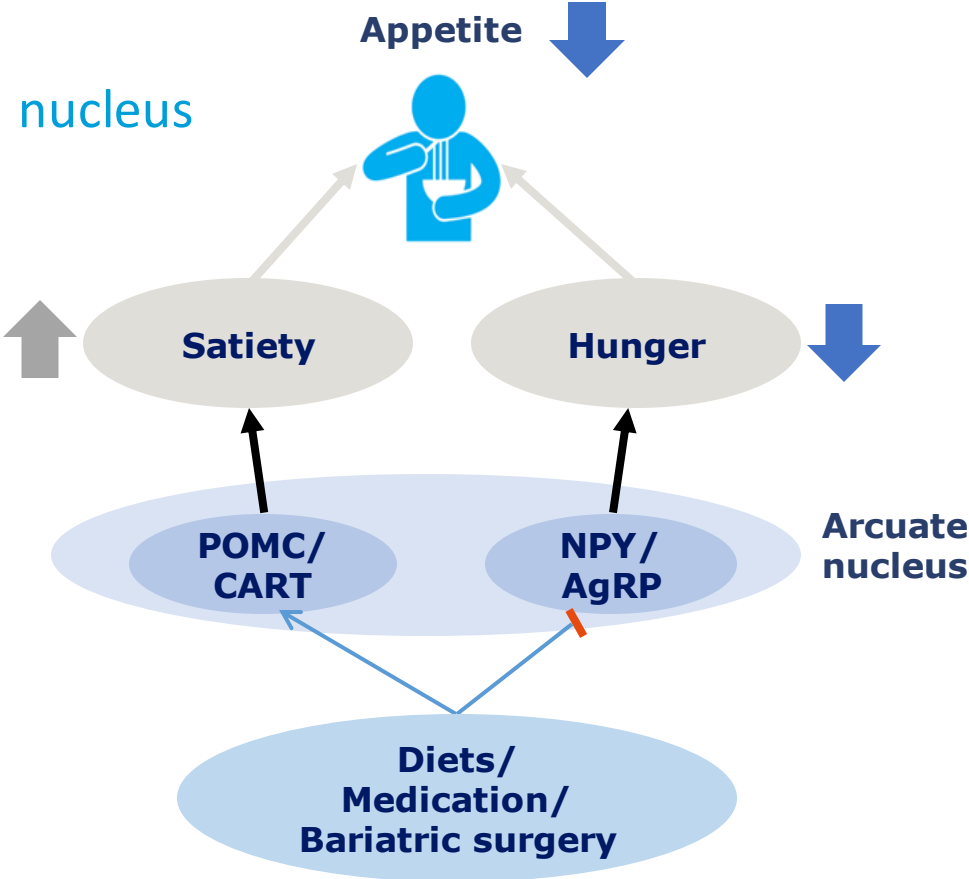 Appetite
nucleus
Satiety
Hunger
POMC/
CART
NPY/
AgRP
Arcuate
nucleus
Diets/
Medication/
Bariatric surgery